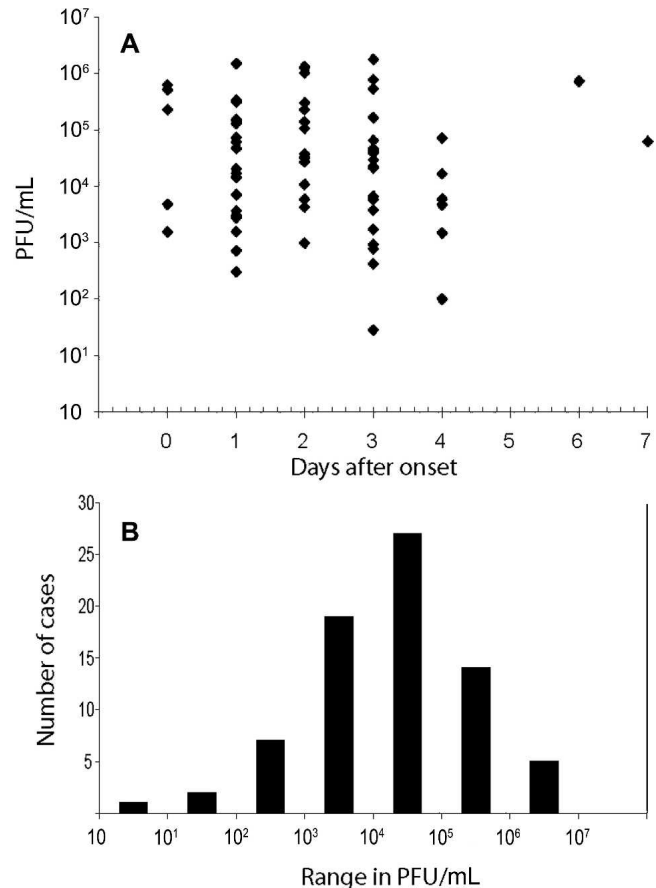 A
PFU/mL
10⁷
10⁶
10⁵
10⁴
10³
10²
10¹
10
0 1 2 3 4 5 6 7
Days after onset
B
Number of cases
30
25
20
15
10
5
10 10¹ 10² 10³ 10⁴ 10⁵ 10⁶ 10⁷
Range in PFU/mL